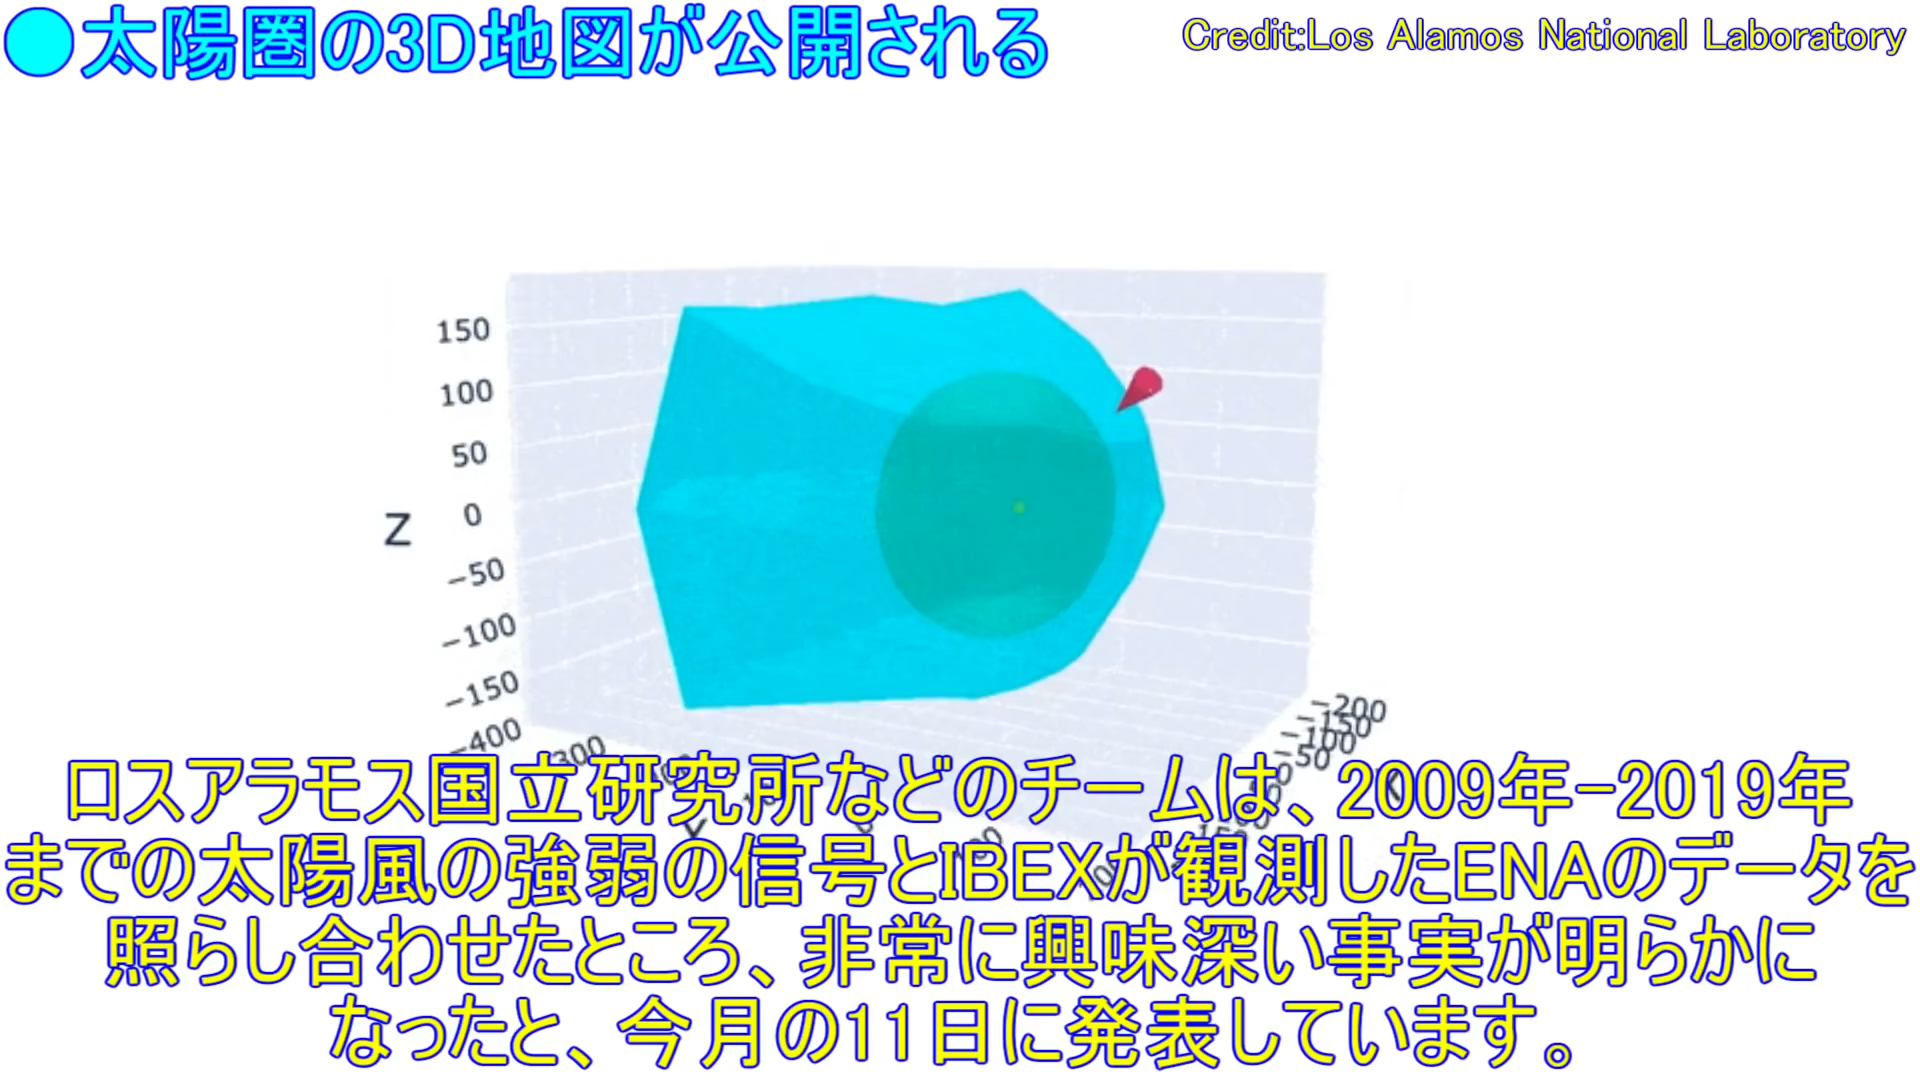 ●太陽圏の3D地図が公開される
Credit:Los Alamos National Laboratory
150
100
50
0
Z
−50
−100
−150
−400
−200
−150
−100
−50
ロスアラモス国立研究所などのチームは、2009年-2019年
までの太陽風の強弱の信号とIBEXが観測したENAのデータを
照らし合わせたところ、非常に興味深い事実が明らかに
なったと、今月の11日に発表しています。